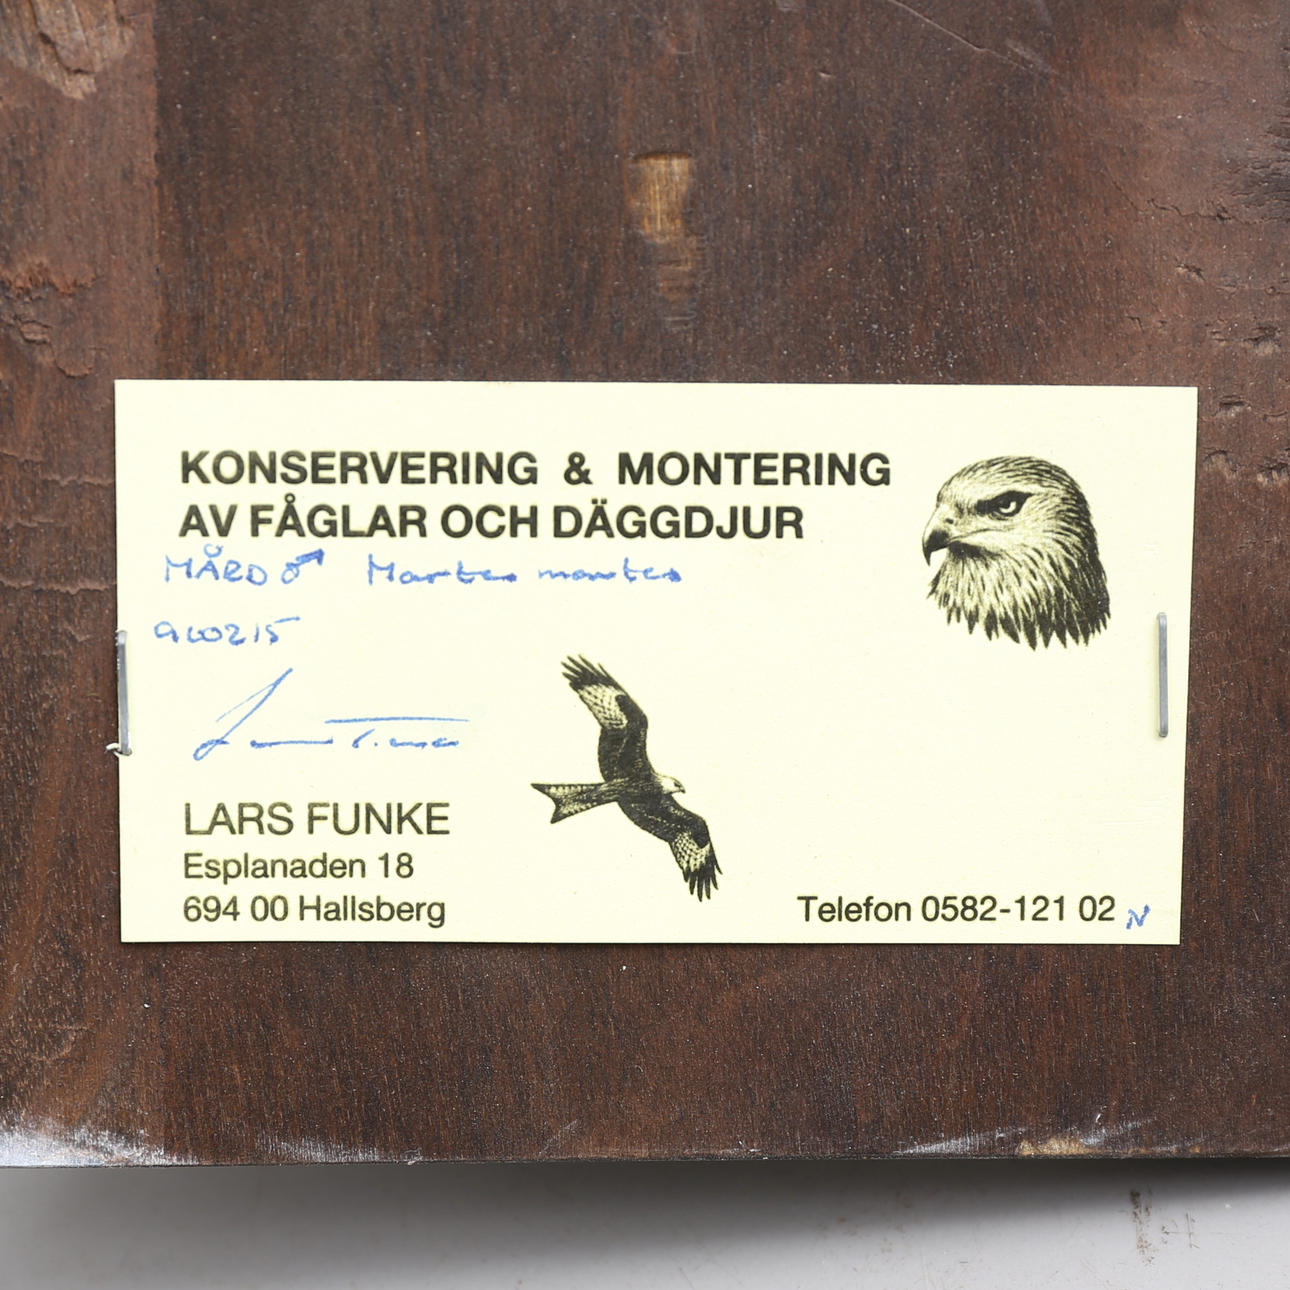 KONSERVERING & MONTERING
AV FÅGLAR OCH DÄGGDJUR
MÅRD ♂ Martes martes
LARS FUNKE
Esplanaden 18
694 00 Hallsberg
Telefon 0582-121 02 N